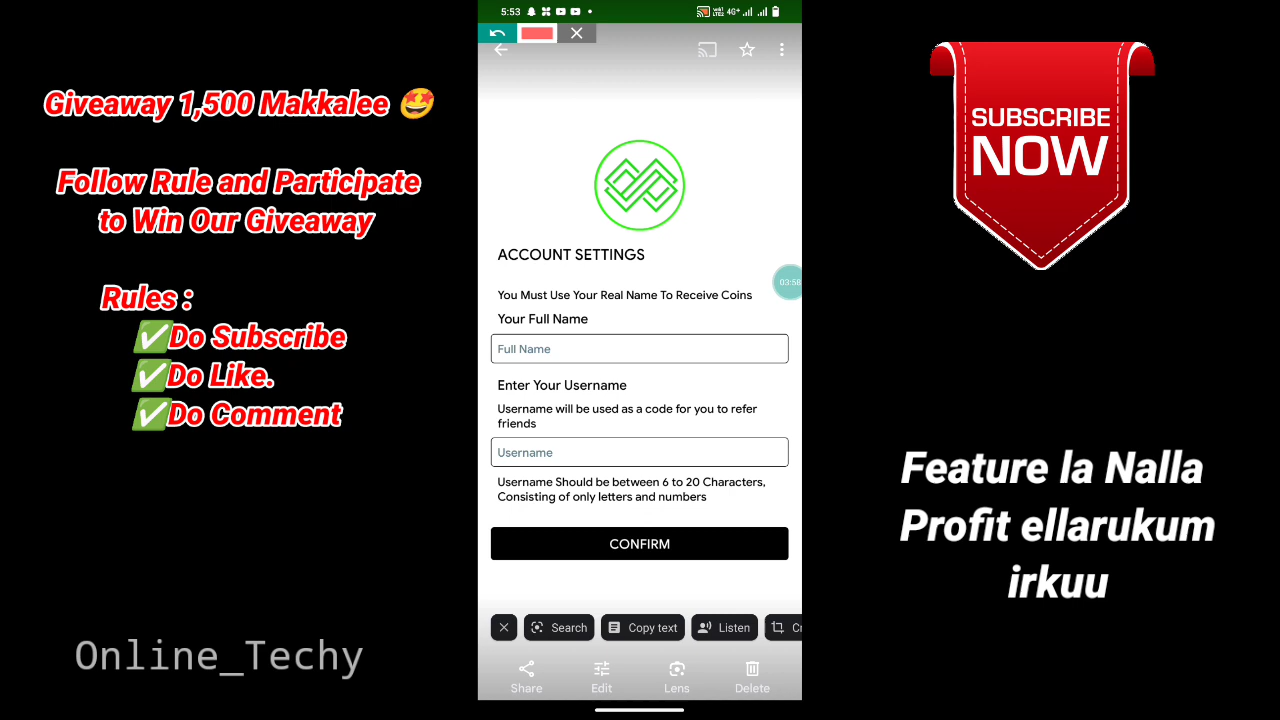 Giveaway 1,500 Makkalee 🤩
Follow Rule and Participate
to Win Our Giveaway
Rules :
✅Do Subscribe
✅Do Like.
✅Do Comment
Online_Techy
5:53
4G+
ACCOUNT SETTINGS
03:58
You Must Use Your Real Name To Receive Coins
Your Full Name
Full Name
Enter Your Username
Username will be used as a code for you to refer
friends
Username
Username Should be between 6 to 20 Characters,
Consisting of only letters and numbers
CONFIRM
Search
Copy text
Listen
Share
Edit
Lens
Delete
SUBSCRIBE
NOW
Feature la Nalla
Profit ellarukum
irkuu